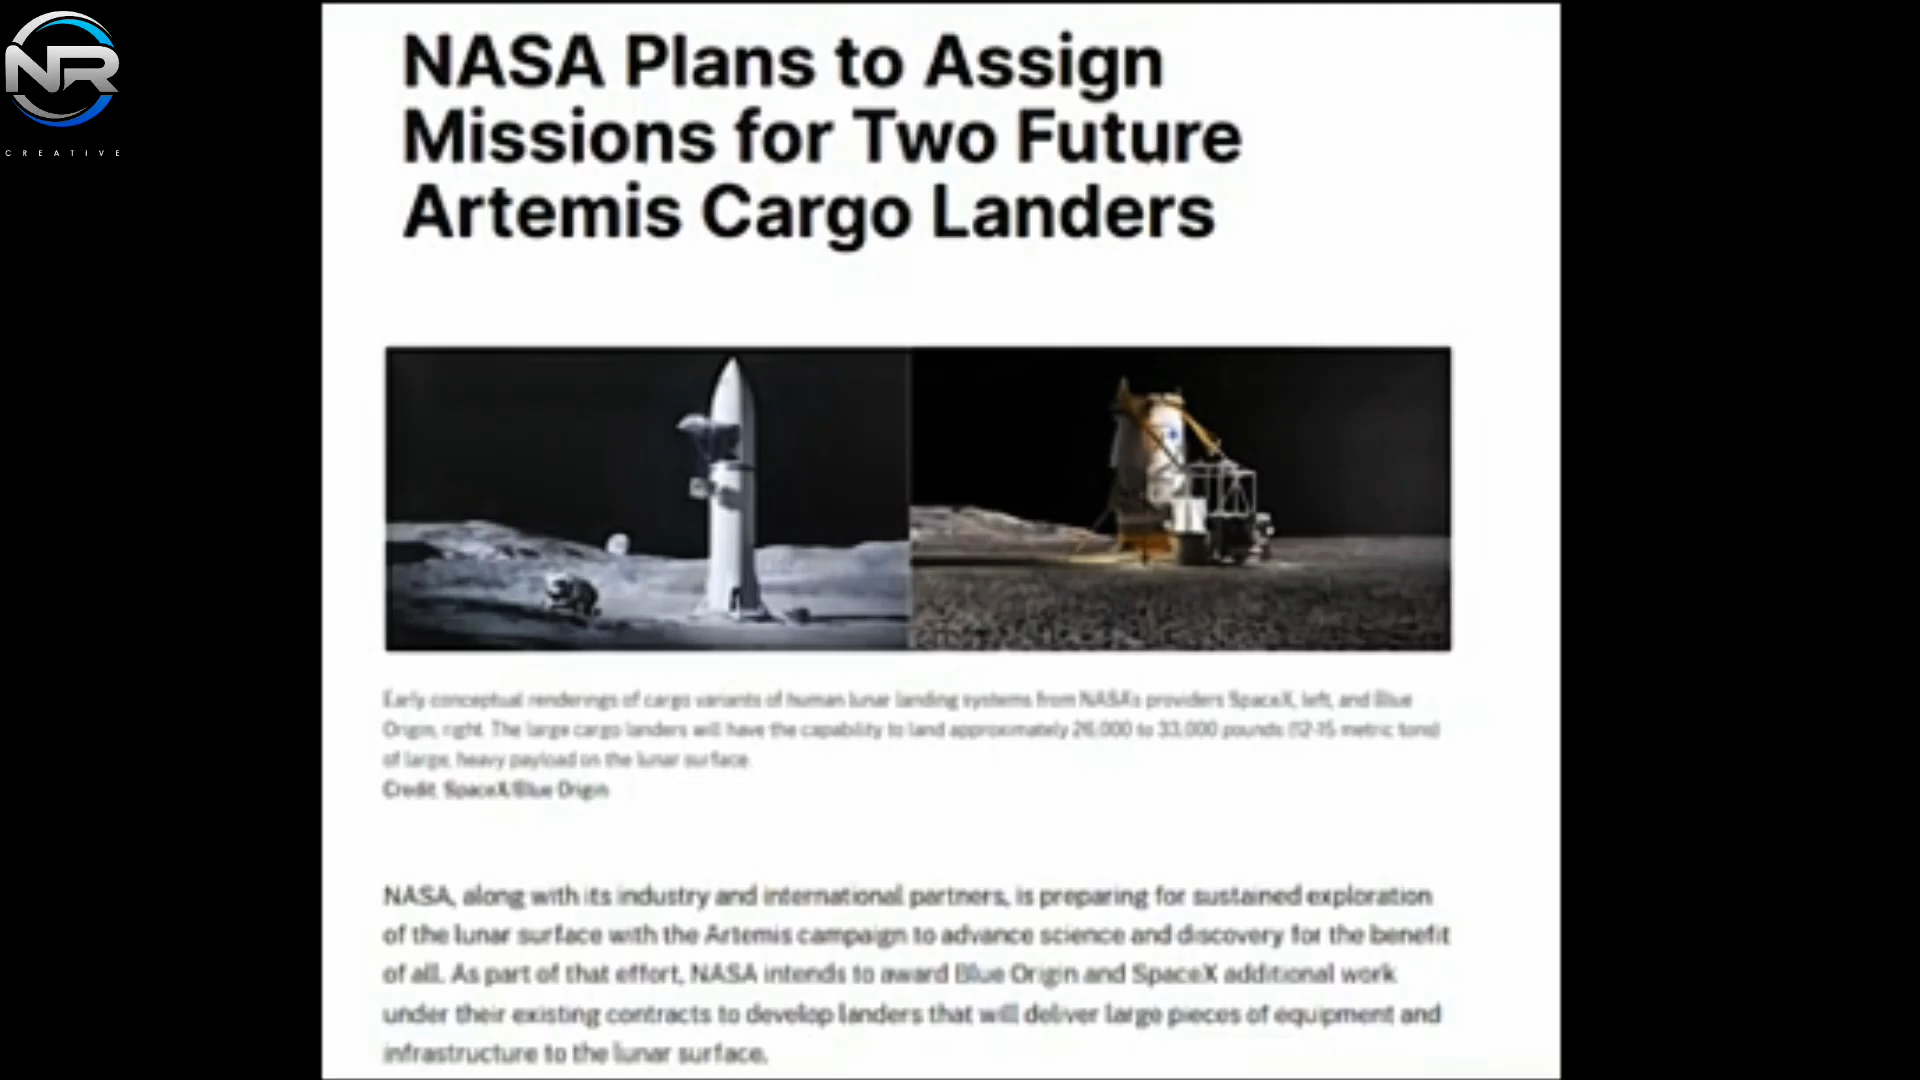 NR
CREATIVE
NASA Plans to Assign
Missions for Two Future
Artemis Cargo Landers
Early conceptual renderings of cargo variants of human lunar landing systems from NASA's providers SpaceX, left, and Blue
Origin, right. The large cargo landers will have the capability to land approximately 26,000 to 33,000 pounds (12-15 metric tons)
of large, heavy payload on the lunar surface.
Credit: SpaceX/Blue Origin
NASA, along with its industry and international partners, is preparing for sustained exploration
of the lunar surface with the Artemis campaign to advance science and discovery for the benefit
of all. As part of that effort, NASA intends to award Blue Origin and SpaceX additional work
under their existing contracts to develop landers that will deliver large pieces of equipment and
infrastructure to the lunar surface.